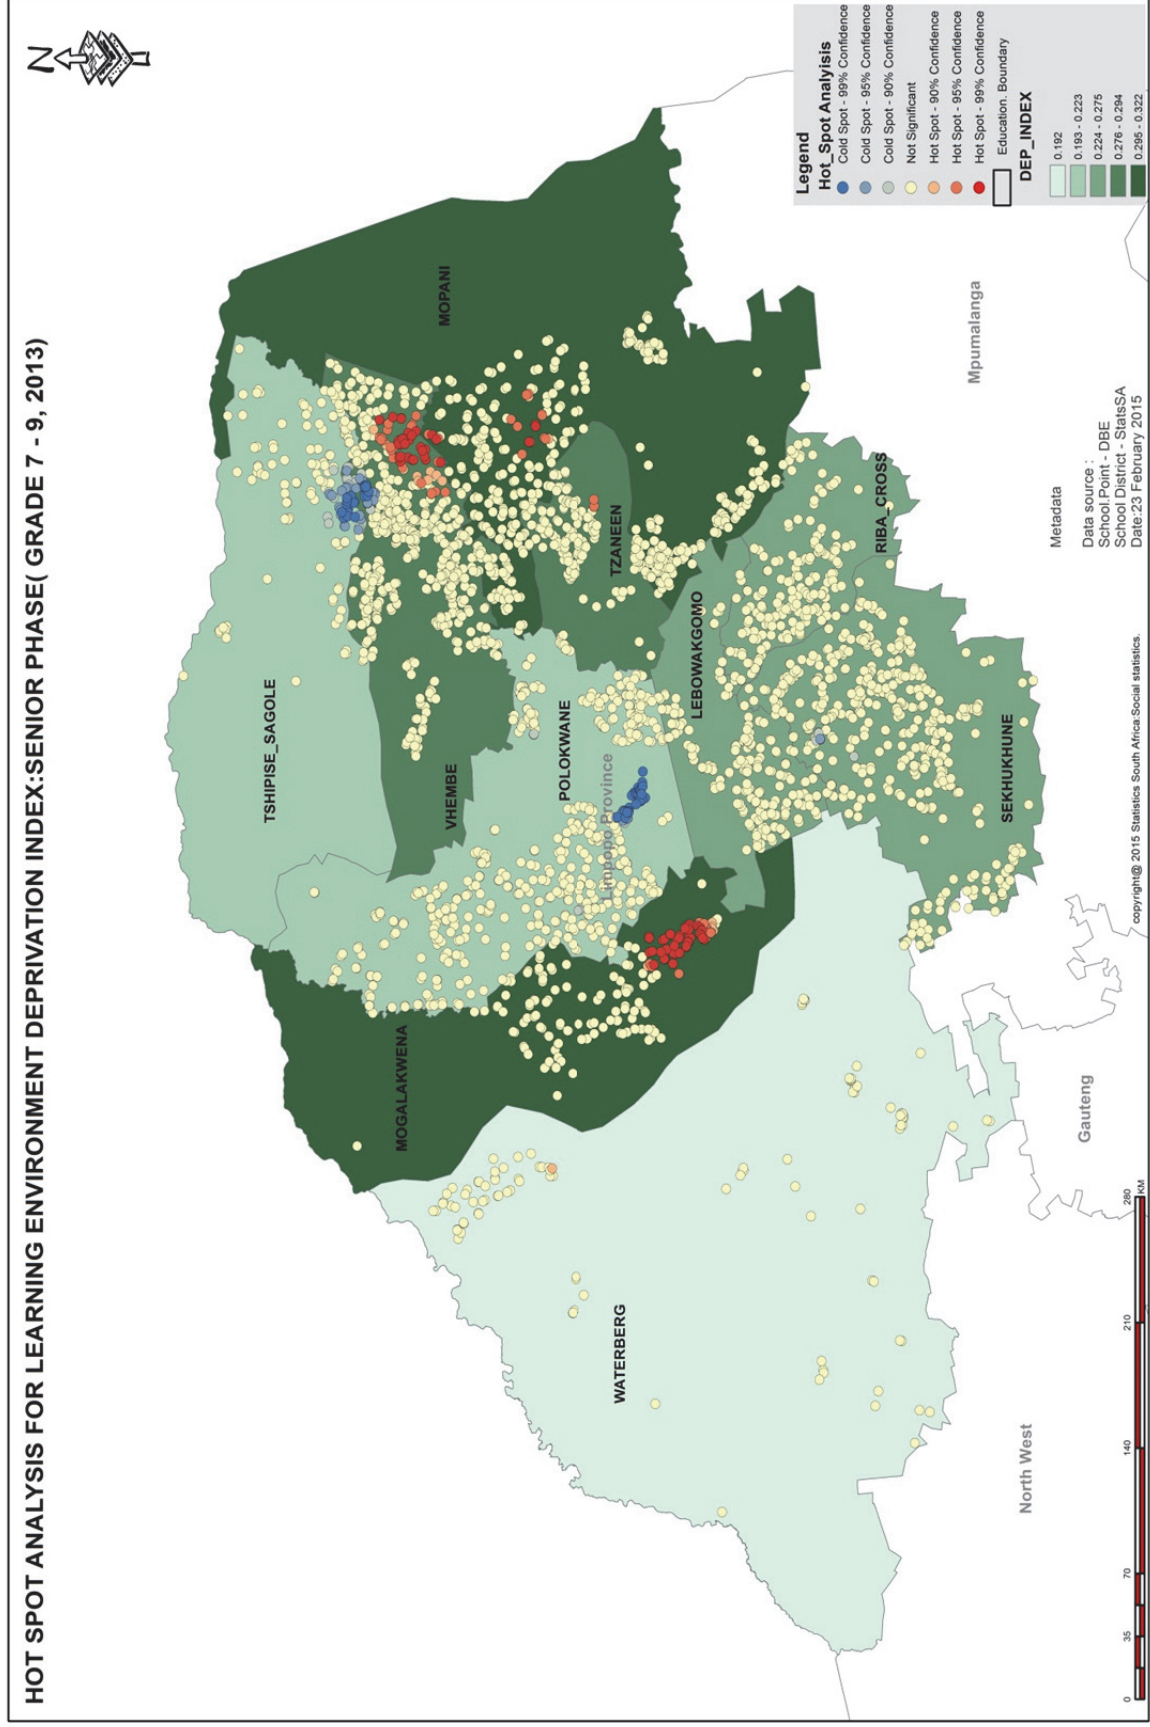 HOT SPOT ANALYSIS FOR LEARNING ENVIRONMENT DEPRIVATION INDEX:SENIOR PHASE( GRADE 7 - 9, 2013)
N
TSHIPISE_SAGOLE
MOPANI
VHEMBE
MOGALAKWENA
POLOKWANE
Limpopo Province
TZANEEN
WATERBERG
LEBOWAKGOMO
RIBA_CROSS
SEKHUKHUNE
Mpumalanga
North West
Gauteng
Legend
Hot_Spot Analyisis
Cold Spot - 99% Confidence
Cold Spot - 95% Confidence
Cold Spot - 90% Confidence
Not Significant
Hot Spot - 90% Confidence
Hot Spot - 95% Confidence
Hot Spot - 99% Confidence
Education. Boundary
DEP_INDEX
0.192
0.193 - 0.223
0.224 - 0.275
0.276 - 0.294
0.295 - 0.322
Metadata
Data source :
School.Point - DBE
School District - StatsSA
Date:23 February 2015
copyright@ 2015 Statistics South Africa:Social statistics.
0 35 70 140 210 280
KM